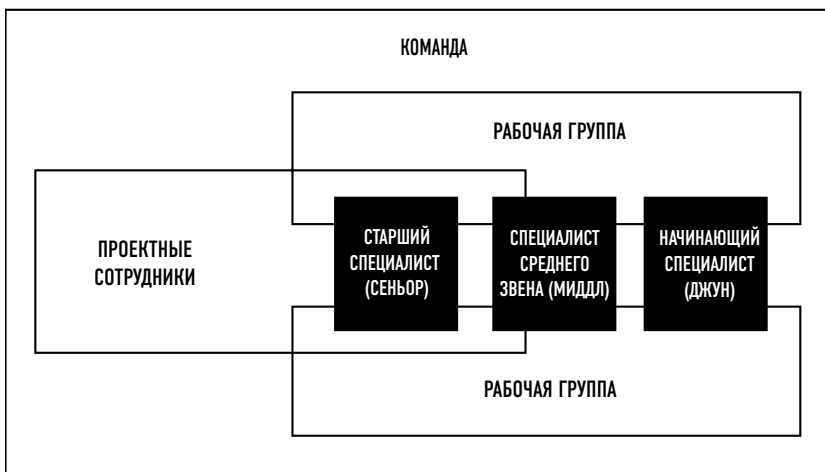 КОМАНДА
РАБОЧАЯ ГРУППА
ПРОЕКТНЫЕ
СОТРУДНИКИ
СТАРШИЙ
СПЕЦИАЛИСТ
(СЕНЬОР)
СПЕЦИАЛИСТ
СРЕДНЕГО
ЗВЕНА (МИДДЛ)
НАЧИНАЮЩИЙ
СПЕЦИАЛИСТ
(ДЖУН)
РАБОЧАЯ ГРУППА